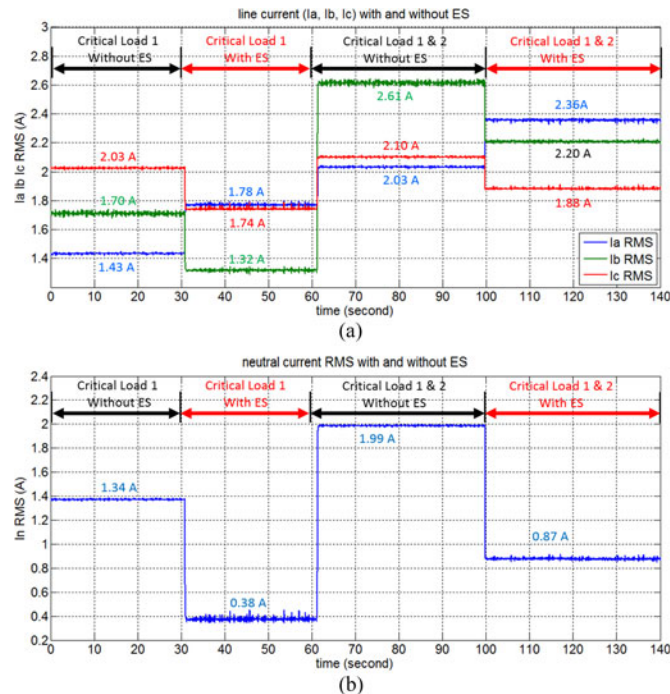 line current (Ia, Ib, Ic) with and without ES
Ia Ib Ic RMS (A)
3
2.8
2.6
2.4
2.2
2
1.8
1.6
1.4
Critical Load 1
Without ES
Critical Load 1
With ES
Critical Load 1 & 2
Without ES
Critical Load 1 & 2
With ES
2.03 A
1.70 A
1.43 A
1.78 A
1.74 A
1.32 A
2.61 A
2.10 A
2.03 A
2.36A
2.20 A
1.88 A
Ia RMS
Ib RMS
Ic RMS
0 10 20 30 40 50 60 70 80 90 100 110 120 130 140
time (second)
(a)
neutral current RMS with and without ES
In RMS (A)
2.4
2.2
2
1.8
1.6
1.4
1.2
1
0.8
0.6
0.4
0.2
Critical Load 1
Without ES
Critical Load 1
With ES
Critical Load 1 & 2
Without ES
Critical Load 1 & 2
With ES
1.34 A
0.38 A
1.99 A
0.87 A
0 10 20 30 40 50 60 70 80 90 100 110 120 130 140
time (second)
(b)